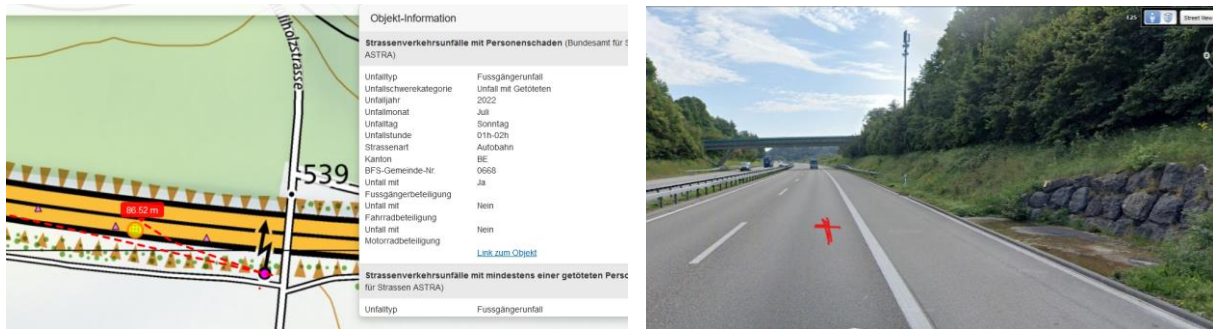 Objekt-Information
Strassenverkehrsunfälle mit Personenschaden (Bundesamt für S
ASTRA)
Unfalltyp Fussgängerunfall
Unfallschwerekategorie Unfall mit Getöteten
Unfalljahr 2022
Unfallmonat Juli
Unfalltag Sonntag
Unfallstunde 01h-02h
Strassenart Autobahn
Kanton BE
BFS-Gemeinde-Nr. 0668
Unfall mit Ja
Fussgängerbeteiligung
Unfall mit Nein
Fahrradbeteiligung
Unfall mit Nein
Motorradbeteiligung
Link zum Objekt
Strassenverkehrsunfälle mit mindestens einer getöteten Perso
für Strassen ASTRA)
Unfalltyp Fussgängerunfall
539
86.52 m
E25
Street View